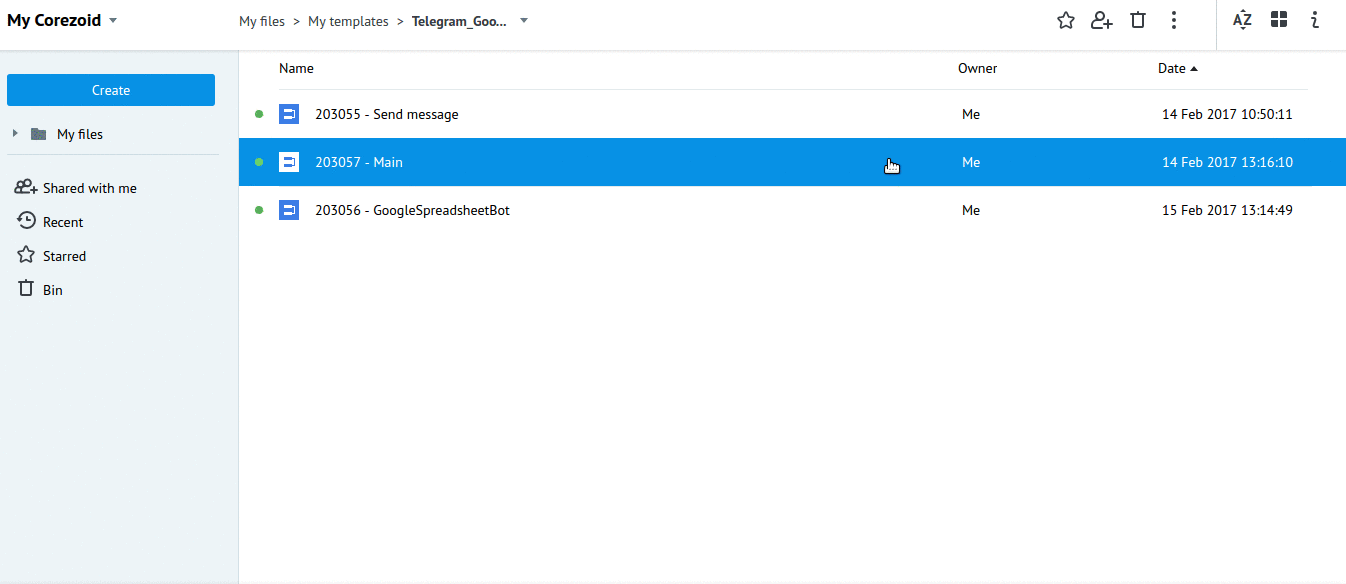 My Corezoid
My files > My templates > Telegram_Goo...
AZ
Create
My files
Shared with me
Recent
Starred
Bin
Name Owner Date
203055 - Send message Me 14 Feb 2017 10:50:11
203057 - Main Me 14 Feb 2017 13:16:10
203056 - GoogleSpreadsheetBot Me 15 Feb 2017 13:14:49